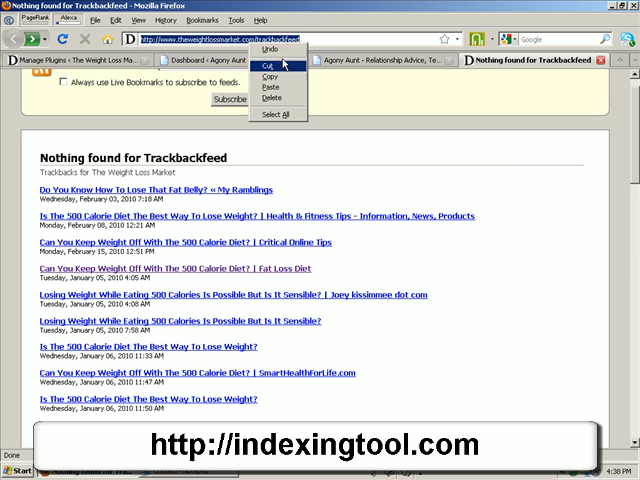 Nothing found for Trackbackfeed - Mozilla Firefox
PageRank Alexa File Edit View History Bookmarks Tools Help
http://www.theweightlossmarket.com/trackbackfeed
Google
Manage Plugins ‹ The Weight Loss Ma... Dashboard ‹ Agony Aunt Agony Aunt - Relationship Advice, Te... Nothing found for Trackbackfeed
Undo
Cut
Copy
Paste
Delete
Select All
Always use Live Bookmarks to subscribe to feeds.
Subscribe
Nothing found for Trackbackfeed
Trackbacks for The Weight Loss Market
Do You Know How To Lose That Fat Belly? « My Ramblings
Wednesday, February 03, 2010 7:18 AM
Is The 500 Calorie Diet The Best Way To Lose Weight? | Health & Fitness Tips - Information, News, Products
Monday, February 08, 2010 12:21 AM
Can You Keep Weight Off With The 500 Calorie Diet? | Critical Online Tips
Monday, February 15, 2010 12:51 PM
Can You Keep Weight Off With The 500 Calorie Diet? | Fat Loss Diet
Tuesday, January 05, 2010 4:05 AM
Losing Weight While Eating 500 Calories Is Possible But Is It Sensible? | Joey kissimmee dot com
Tuesday, January 05, 2010 4:08 AM
Losing Weight While Eating 500 Calories Is Possible But Is It Sensible?
Tuesday, January 05, 2010 7:58 AM
Is The 500 Calorie Diet The Best Way To Lose Weight?
Wednesday, January 06, 2010 11:33 AM
Can You Keep Weight Off With The 500 Calorie Diet? | SmartHealthForLife.com
Wednesday, January 06, 2010 11:47 AM
Is The 500 Calorie Diet The Best Way To Lose Weight?
Wednesday, January 06, 2010 11:50 AM
http://indexingtool.com
Done
Start Nothing found for Tra... 4:38 PM